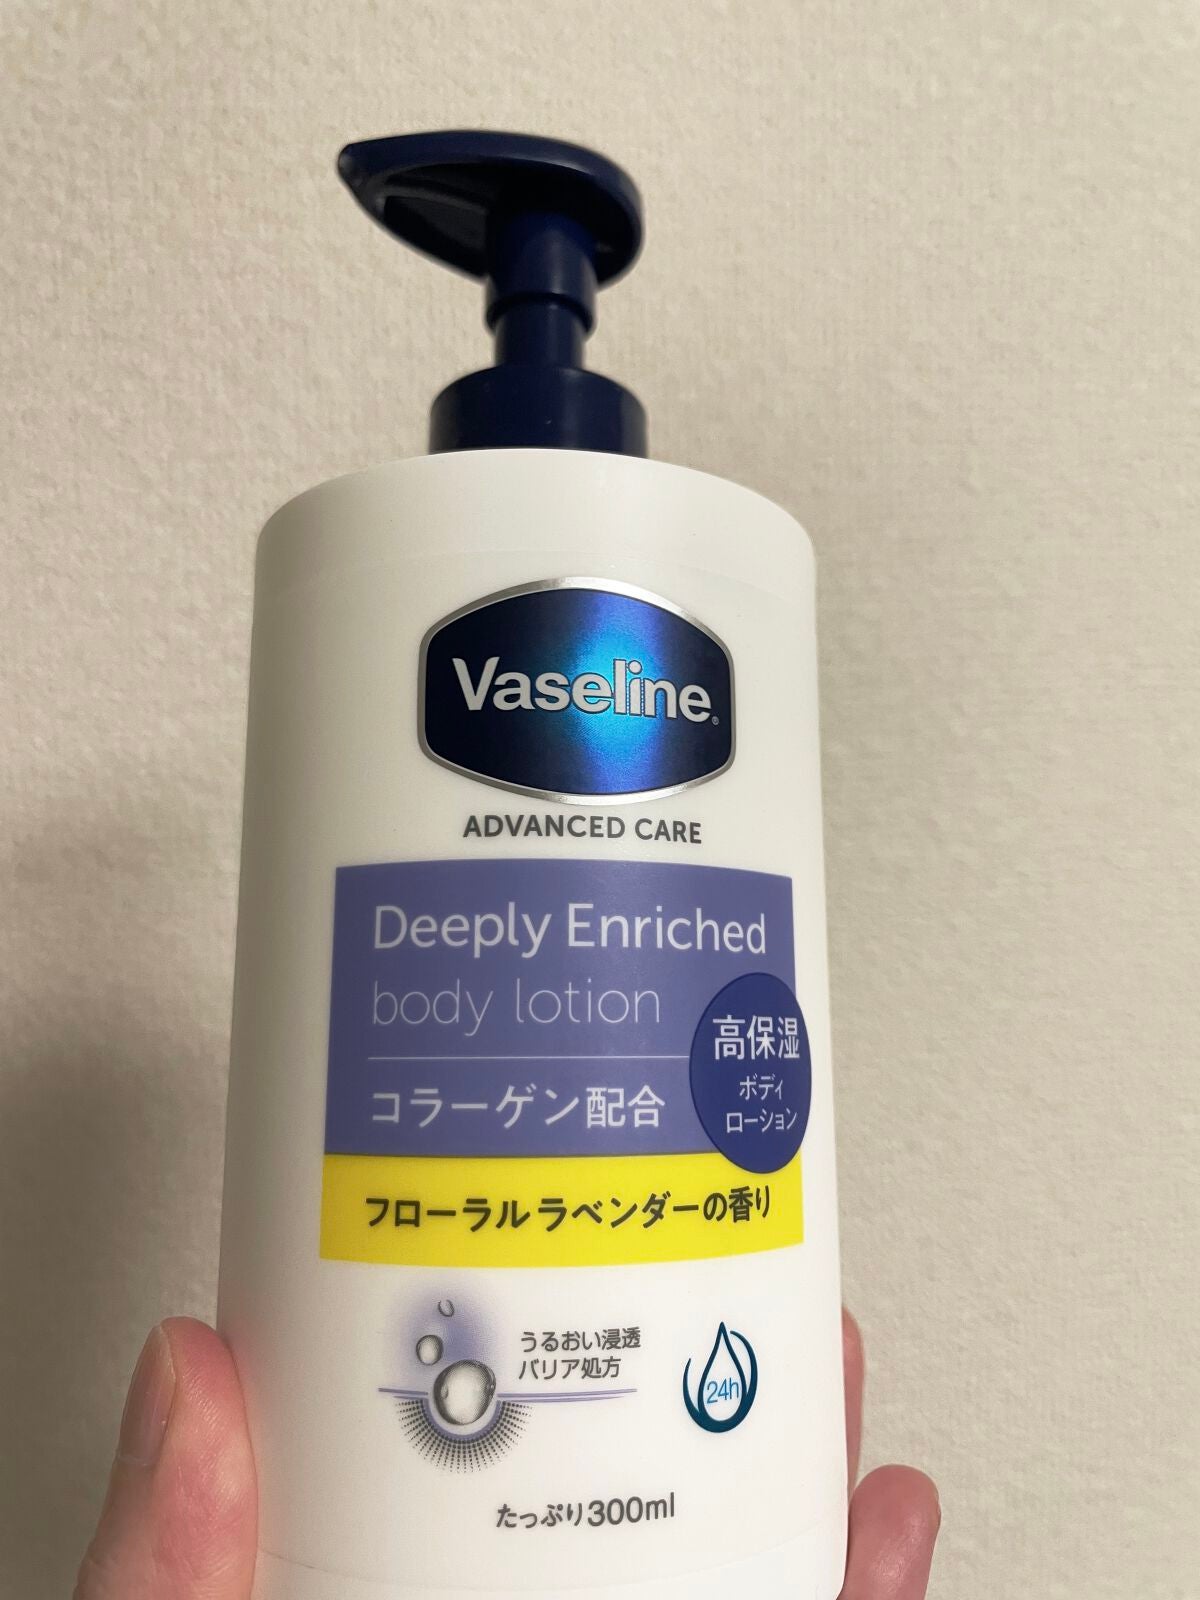 Vaseline®
ADVANCED CARE
Deeply Enriched
body lotion
コラーゲン配合
高保湿
ボディ
ローション
フローラル ラベンダーの香り
うるおい浸透
バリア処方
24h
たっぷり300ml